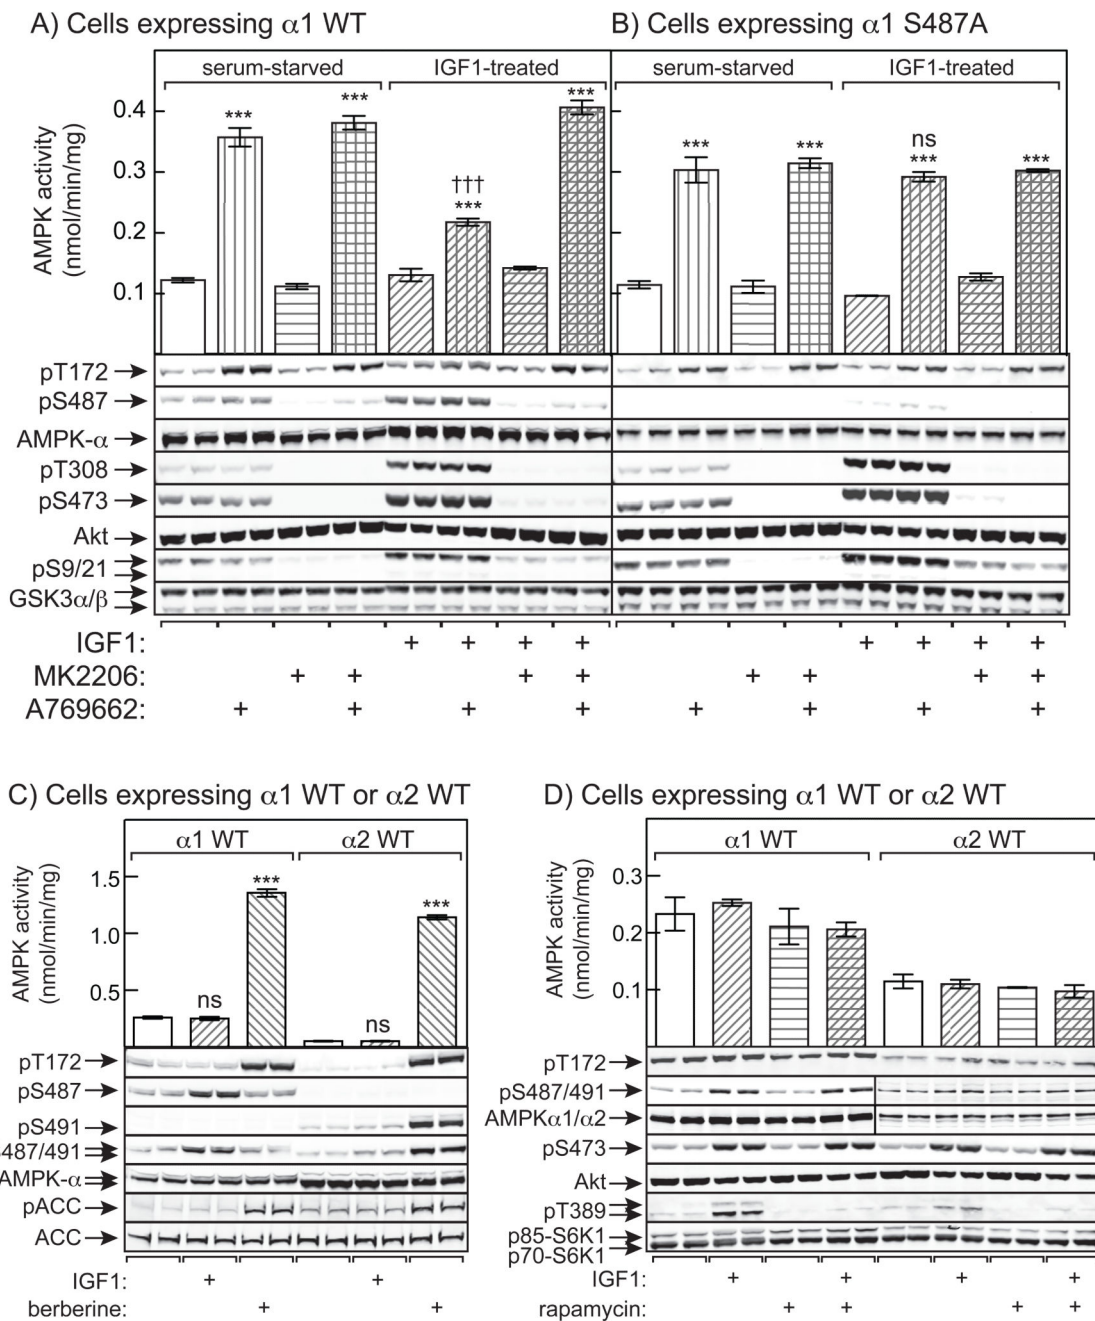 A) Cells expressing α1 WT
B) Cells expressing α1 S487A
serum-starved
IGF1-treated
serum-starved
IGF1-treated
AMPK activity
(nmol/min/mg)
0.4
0.3
0.2
0.1
***
***
†††
***
***
***
***
ns
***
***
pT172
pS487
AMPK-α
pT308
pS473
Akt
pS9/21
GSK3α/β
IGF1: + + + + + + + +
MK2206: + + + + + + + +
A769662: + + + + + + + +
C) Cells expressing α1 WT or α2 WT
α1 WT
α2 WT
AMPK activity
(nmol/min/mg)
1.5
1.0
0.5
ns
***
ns
***
pT172
pS487
pS491
s487/491
AMPK-α
pACC
ACC
IGF1: + +
berberine: + +
D) Cells expressing α1 WT or α2 WT
α1 WT
α2 WT
AMPK activity
(nmol/min/mg)
0.3
0.2
0.1
pT172
pS487/491
AMPKα1/α2
pS473
Akt
pT389
p85-S6K1
p70-S6K1
IGF1: + + + +
rapamycin: + + + +